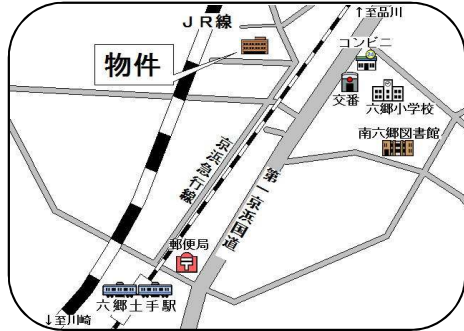 ↑至品川
JR線
コンビニ
物件
交番
六郷小学校
南六郷図書館
京浜急行線
第一京浜国道
郵便局
六郷土手駅
↓至川崎